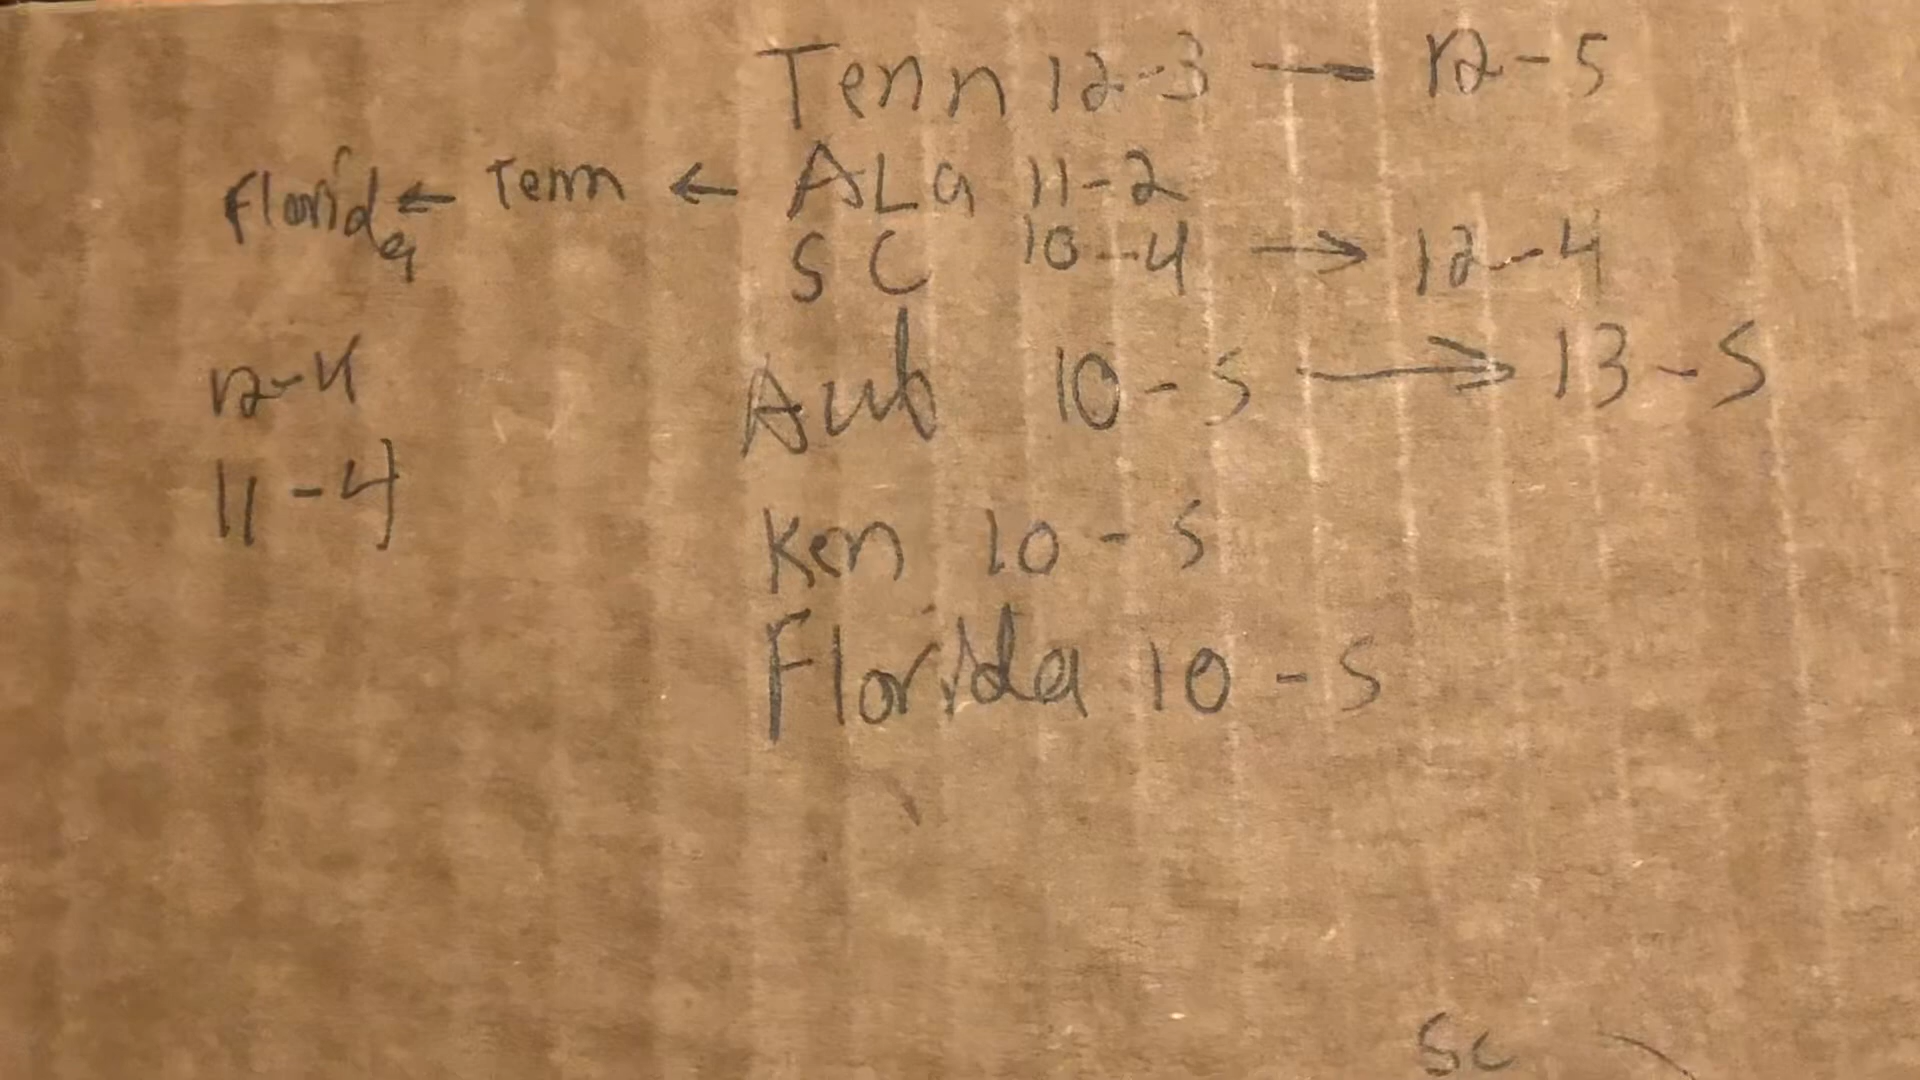 Tenn 12-3 — 12-5
Florida ← Tenn ← ALa 11-2
SC 10-4 → 12-4
12-4
Aub 10-5 → 13-5
11-4
Ken 10-5
Florida 10-5
SC